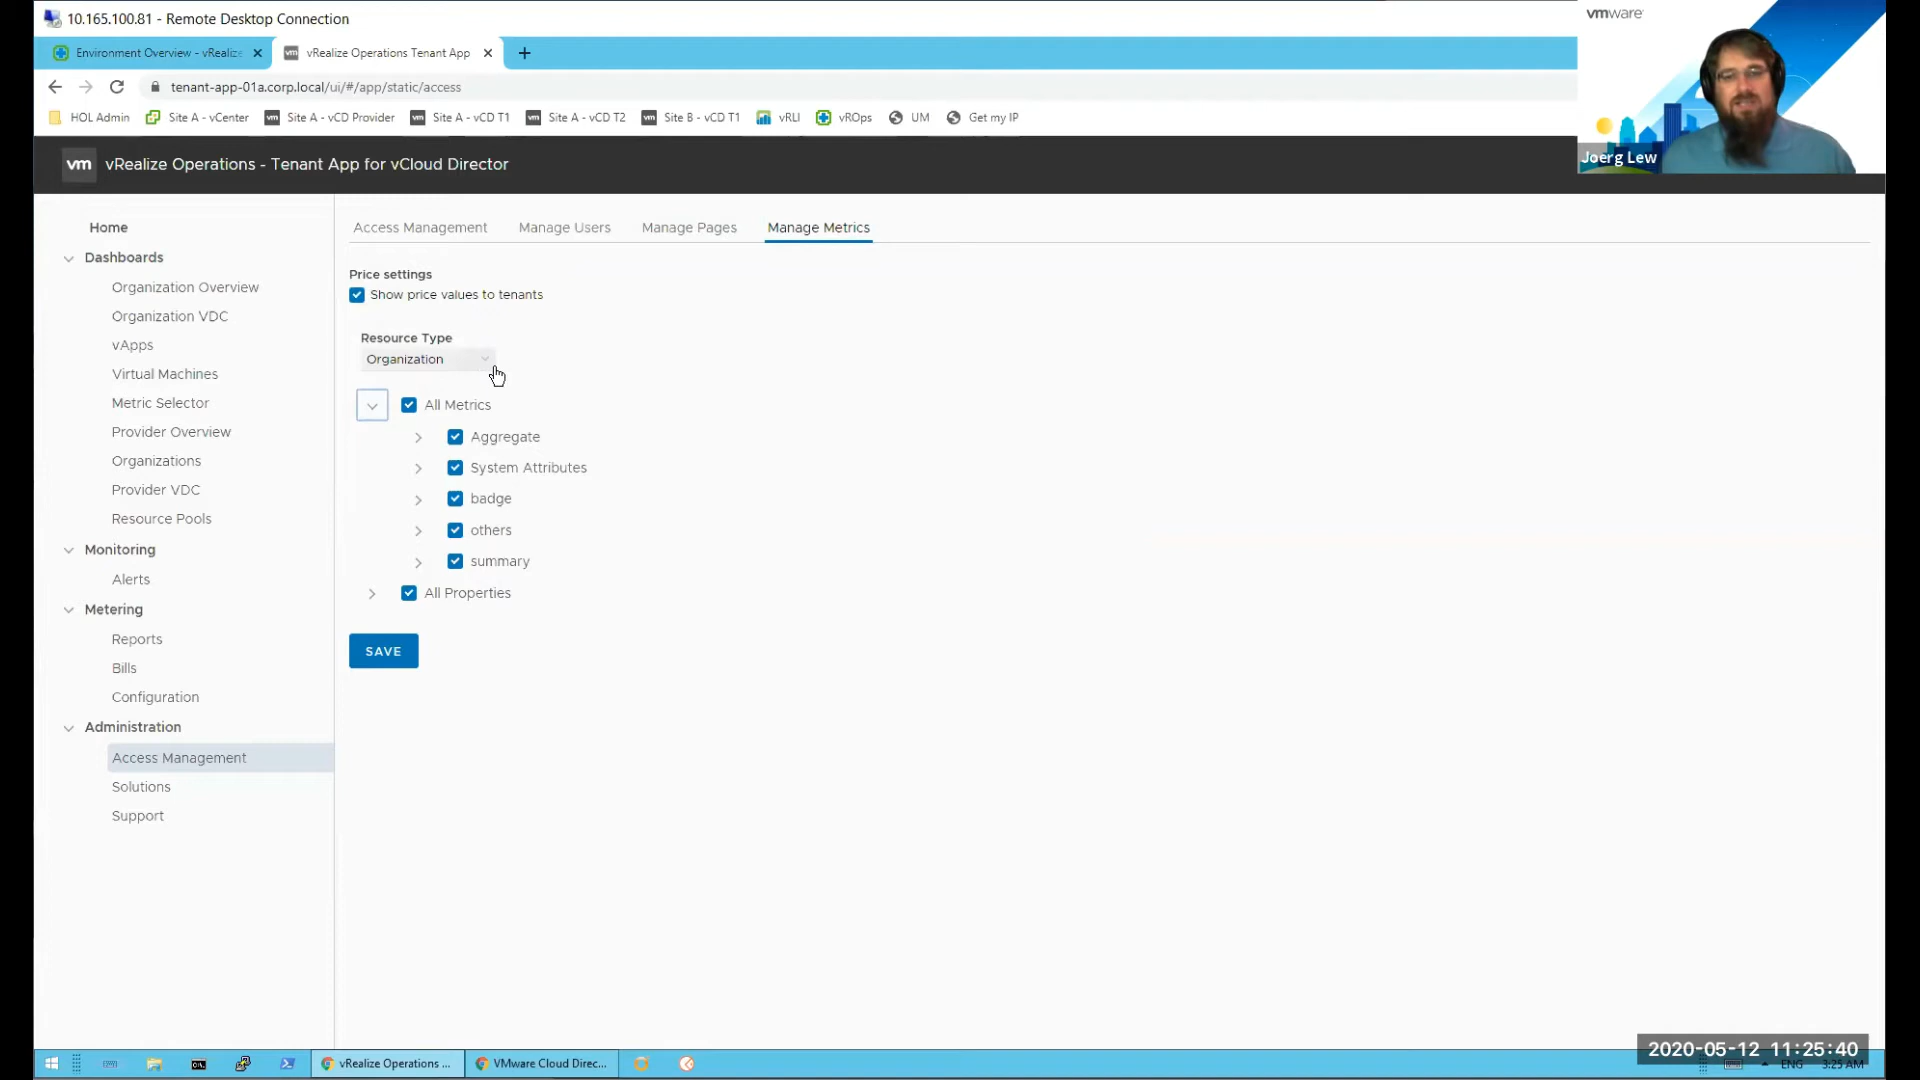 10.165.100.81 - Remote Desktop Connection
vmware
Environment Overview - vRealize
vRealize Operations Tenant App
tenant-app-01a.corp.local/ui/#/app/static/access
HOL Admin
Site A - vCenter
Site A - vCD Provider
Site A - vCD T1
Site A - vCD T2
Site B - vCD T1
vRLI
vROps
UM
Get my IP
Joerg Lew
vm vRealize Operations - Tenant App for vCloud Director
Home
Dashboards
Organization Overview
Organization VDC
vApps
Virtual Machines
Metric Selector
Provider Overview
Organizations
Provider VDC
Resource Pools
Monitoring
Alerts
Metering
Reports
Bills
Configuration
Administration
Access Management
Solutions
Support
Access Management
Manage Users
Manage Pages
Manage Metrics
Price settings
Show price values to tenants
Resource Type
Organization
All Metrics
Aggregate
System Attributes
badge
others
summary
All Properties
SAVE
vRealize Operations ...
VMware Cloud Direc...
2020-05-12 11:25:40
ENG
3:25 AM